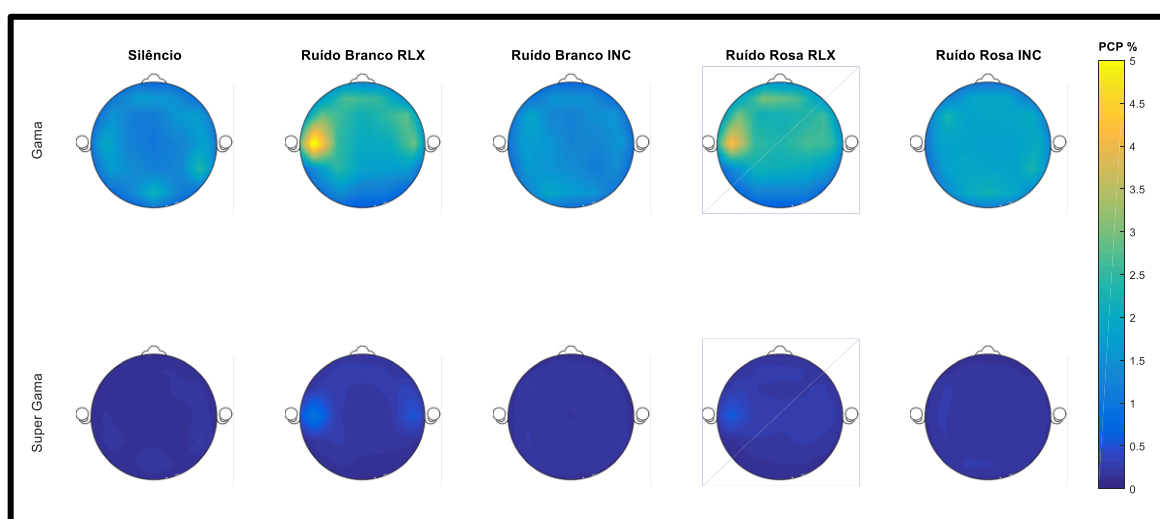 Silêncio
Ruído Branco RLX
Ruído Branco INC
Ruído Rosa RLX
Ruído Rosa INC
PCP %
5
4.5
4
3.5
3
2.5
2
1.5
1
0.5
0
Gama
Super Gama